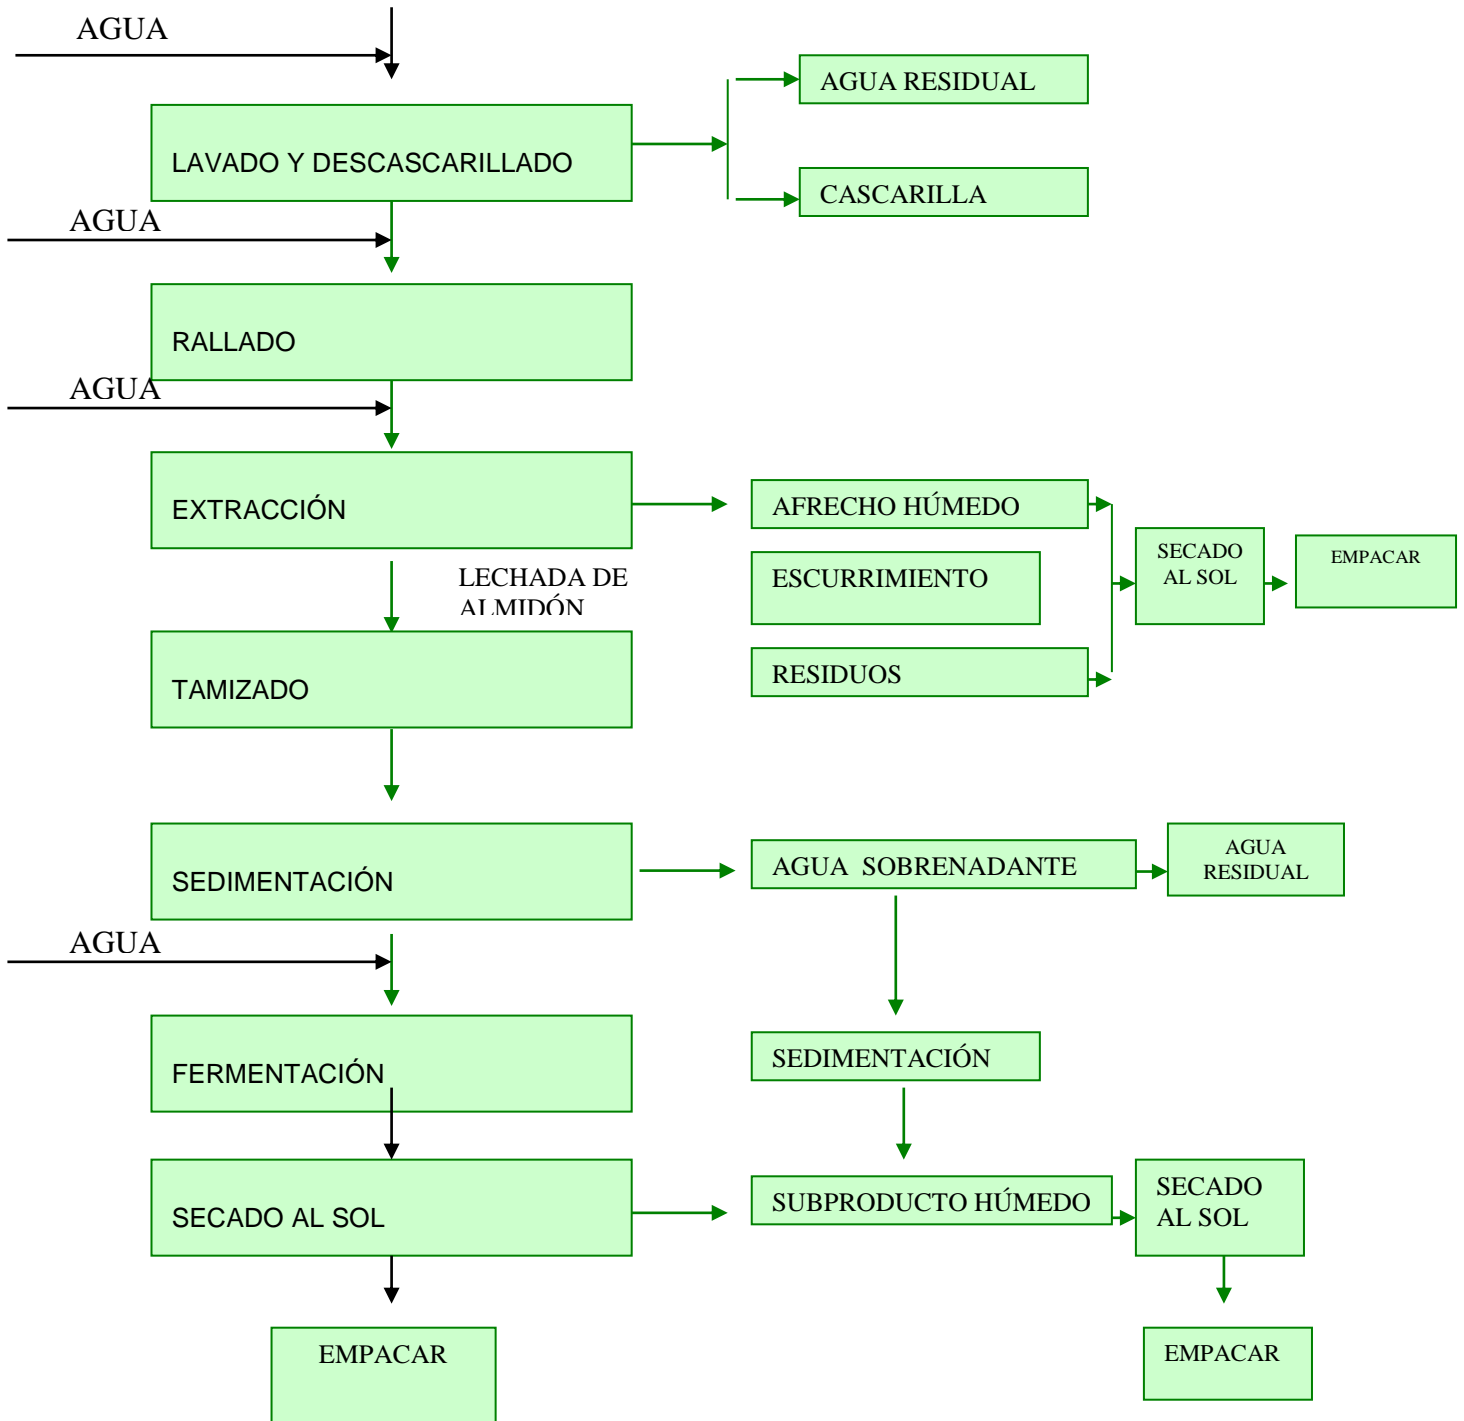 AGUA
AGUA RESIDUAL
LAVADO Y DESCASCARILLADO
CASCARILLA
AGUA
RALLADO
AGUA
EXTRACCIÓN
AFRECHO HÚMEDO
SECADO
AL SOL
EMPACAR
LECHADA DE
ALMIDÓN
ESCURRIMIENTO
TAMIZADO
RESIDUOS
SEDIMENTACIÓN
AGUA SOBRENADANTE
AGUA
RESIDUAL
AGUA
FERMENTACIÓN
SEDIMENTACIÓN
SECADO AL SOL
SUBPRODUCTO HÚMEDO
SECADO
AL SOL
EMPACAR
EMPACAR